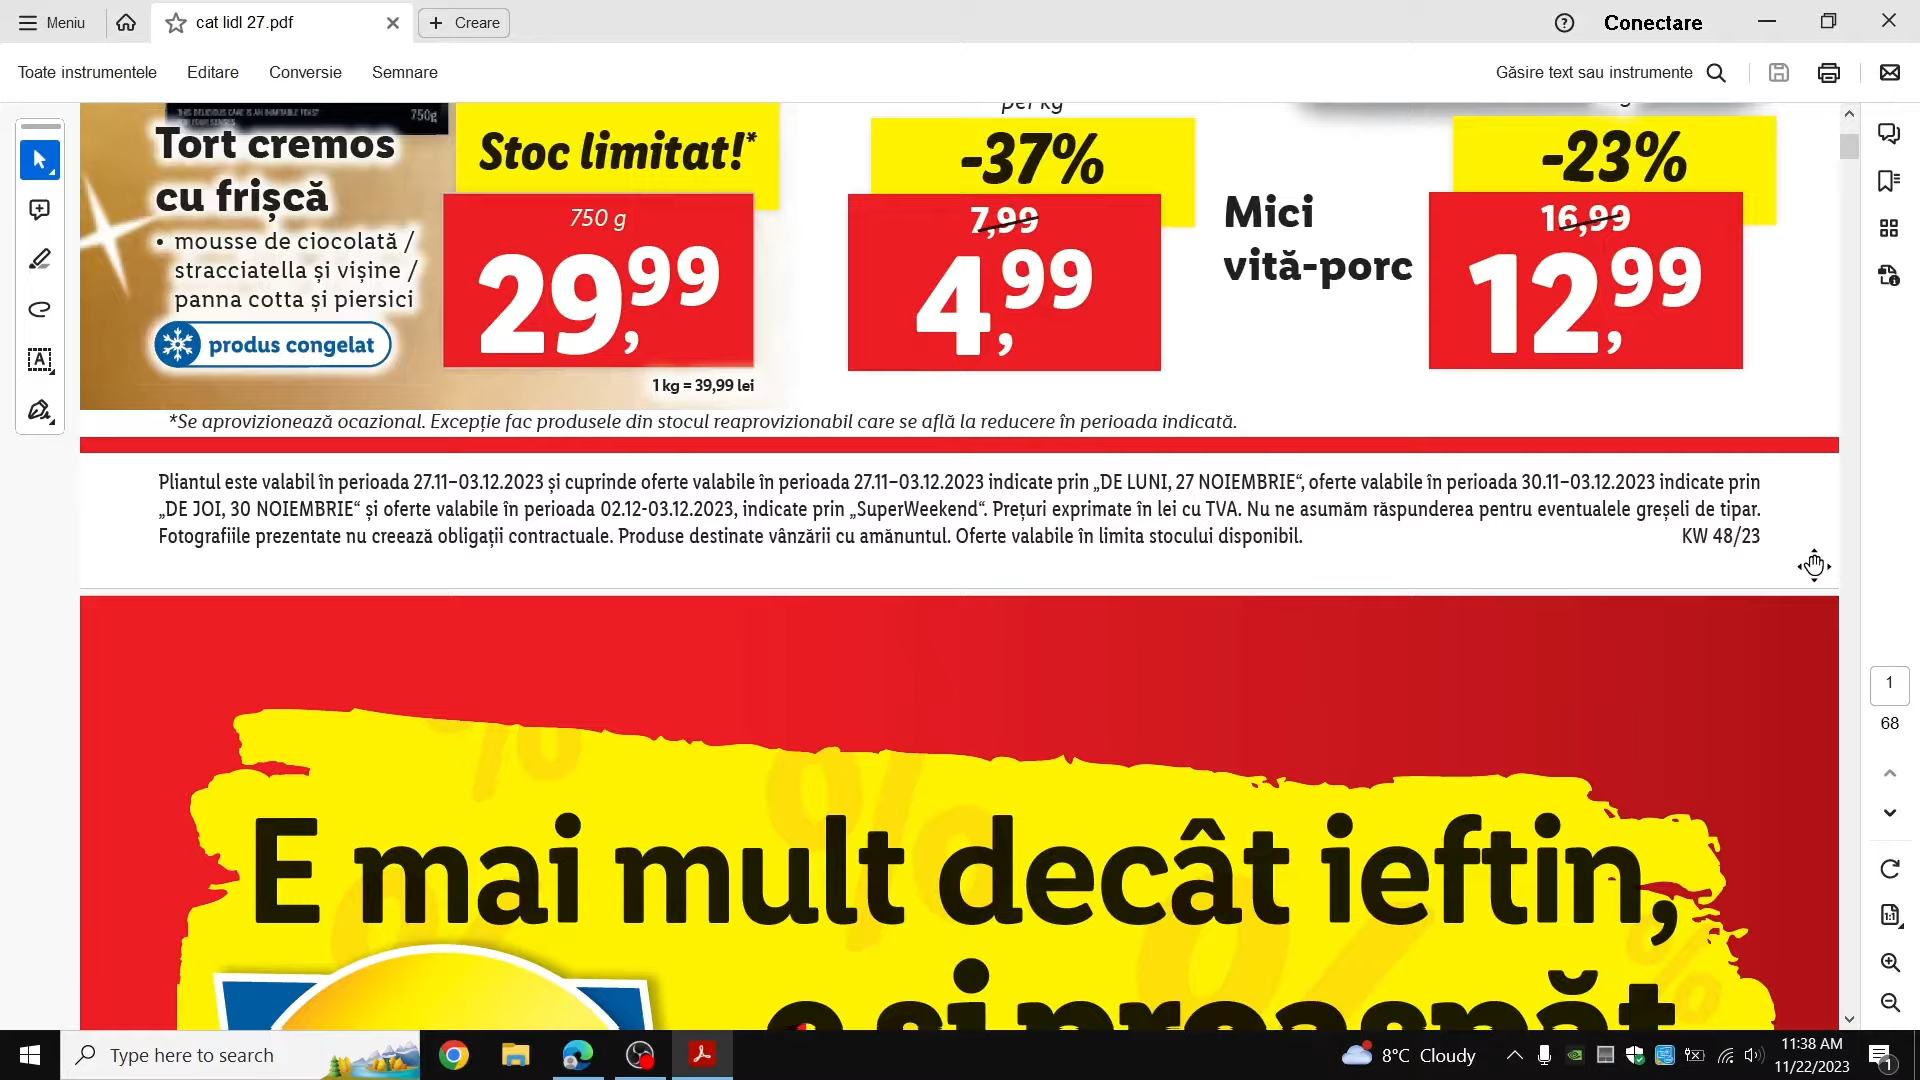 Meniu
cat lidl 27.pdf
Creare
Conectare
Toate instrumentele
Editare
Conversie
Semnare
Găsire text sau instrumente
750g
per kg
Tort cremos
cu frișcă
• mousse de ciocolată /
stracciatella și vișine /
panna cotta și piersici
produs congelat
Stoc limitat!*
750 g
29,99
1 kg = 39,99 lei
-37%
7,99
4,99
Mici
vită-porc
-23%
16,99
12,99
*Se aprovizionează ocazional. Excepție fac produsele din stocul reaprovizionabil care se află la reducere în perioada indicată.
Pliantul este valabil în perioada 27.11–03.12.2023 și cuprinde oferte valabile în perioada 27.11–03.12.2023 indicate prin „DE LUNI, 27 NOIEMBRIE“, oferte valabile în perioada 30.11–03.12.2023 indicate prin
„DE JOI, 30 NOIEMBRIE“ și oferte valabile în perioada 02.12-03.12.2023, indicate prin „SuperWeekend“. Prețuri exprimate în lei cu TVA. Nu ne asumăm răspunderea pentru eventualele greșeli de tipar.
Fotografiile prezentate nu creează obligații contractuale. Produse destinate vânzării cu amănuntul. Oferte valabile în limita stocului disponibil.
KW 48/23
E mai mult decât ieftin,
e și proaspăt
1
68
Type here to search
8°C Cloudy
11:38 AM
11/22/2023
1